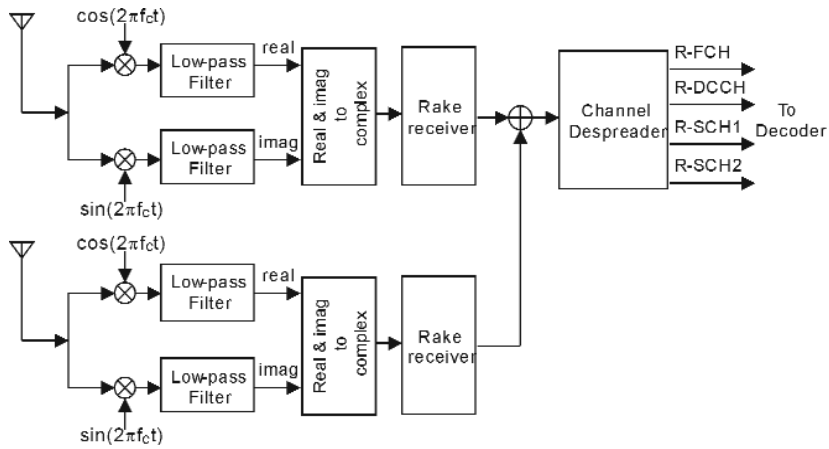 cos(2πfct)
Low-pass
Filter
real
Low-pass
Filter
imag
sin(2πfct)
Real & imag
to
complex
Rake
receiver
Channel
Despreader
R-FCH
R-DCCH
R-SCH1
R-SCH2
To
Decoder
cos(2πfct)
Low-pass
Filter
real
Low-pass
Filter
imag
sin(2πfct)
Real & imag
to
complex
Rake
receiver